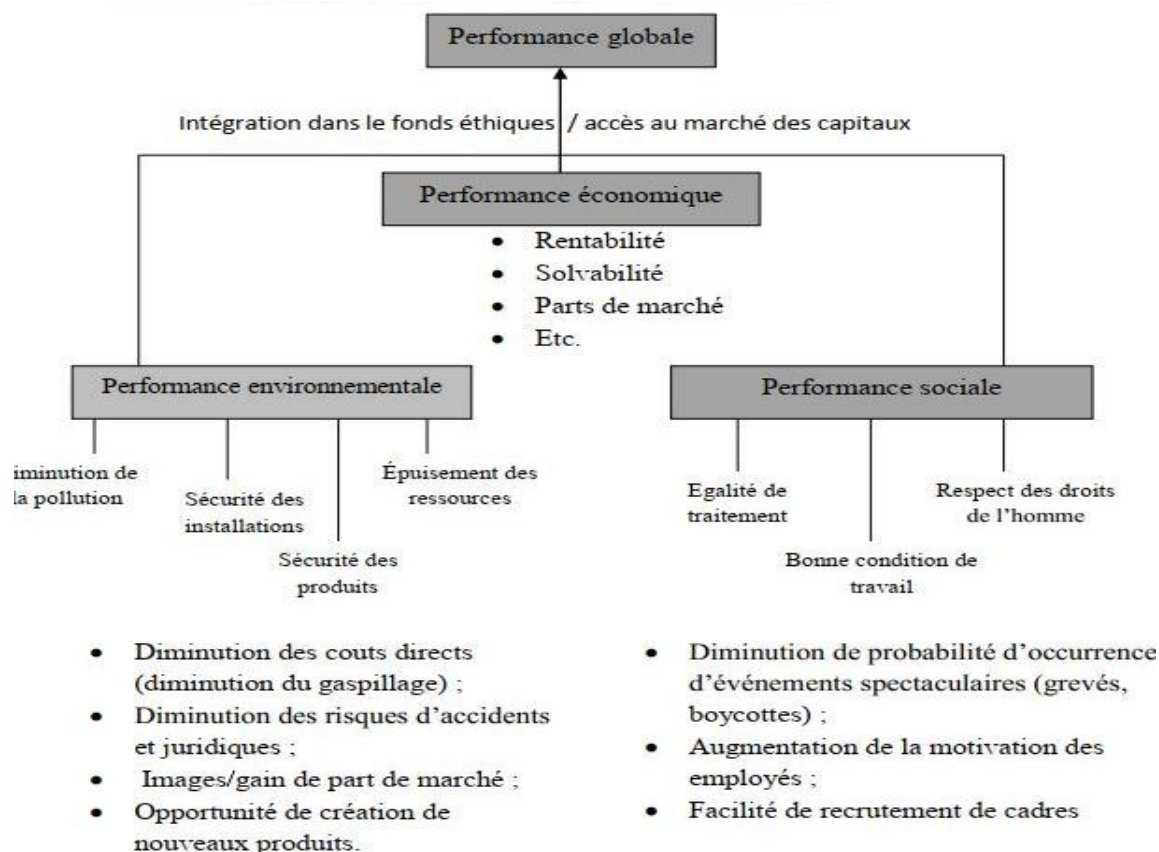 Performance globale
Intégration dans le fonds éthiques / accès au marché des capitaux
Performance économique
• Rentabilité
• Solvabilité
• Parts de marché
• Etc.
Performance environnementale
iminution de
la pollution
Sécurité des
installations
Sécurité des
produits
Épuisement des
ressources
Performance sociale
Egalité de
traitement
Bonne condition de
travail
Respect des droits
de l'homme
• Diminution des couts directs
(diminution du gaspillage) ;
• Diminution des risques d'accidents
et juridiques ;
• Images/gain de part de marché ;
• Opportunité de création de
nouveaux produits.
• Diminution de probabilité d'occurrence
d'événements spectaculaires (grevés,
boycottes) ;
• Augmentation de la motivation des
employés ;
• Facilité de recrutement de cadres